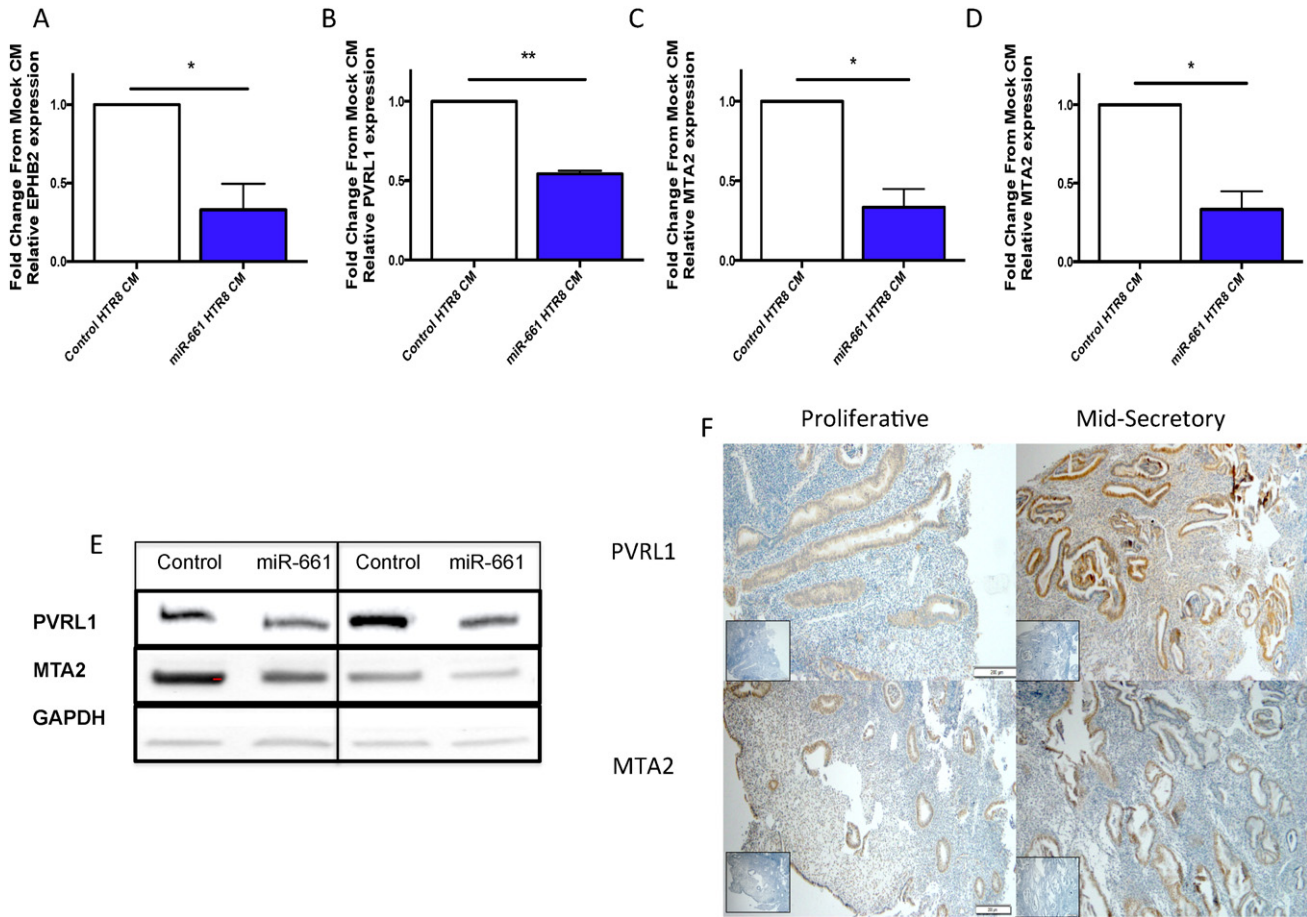 A
Fold Change From Mock CM
Relative EPHB2 expression
1.0
0.5
0.0
*
Control HTR8 CM
miR-661 HTR8 CM
B
Fold Change From Mock CM
Relative PVRL1 expression
1.0
0.5
0.0
**
Control HTR8 CM
miR-661 HTR8 CM
C
Fold Change From Mock CM
Relative MTA2 expression
1.0
0.5
0.0
*
Control HTR8 CM
miR-661 HTR8 CM
D
Fold Change From Mock CM
Relative MTA2 expression
1.0
0.5
0.0
*
Control HTR8 CM
miR-661 HTR8 CM
E
Control miR-661 Control miR-661
PVRL1
MTA2
GAPDH
F
Proliferative Mid-Secretory
PVRL1
MTA2